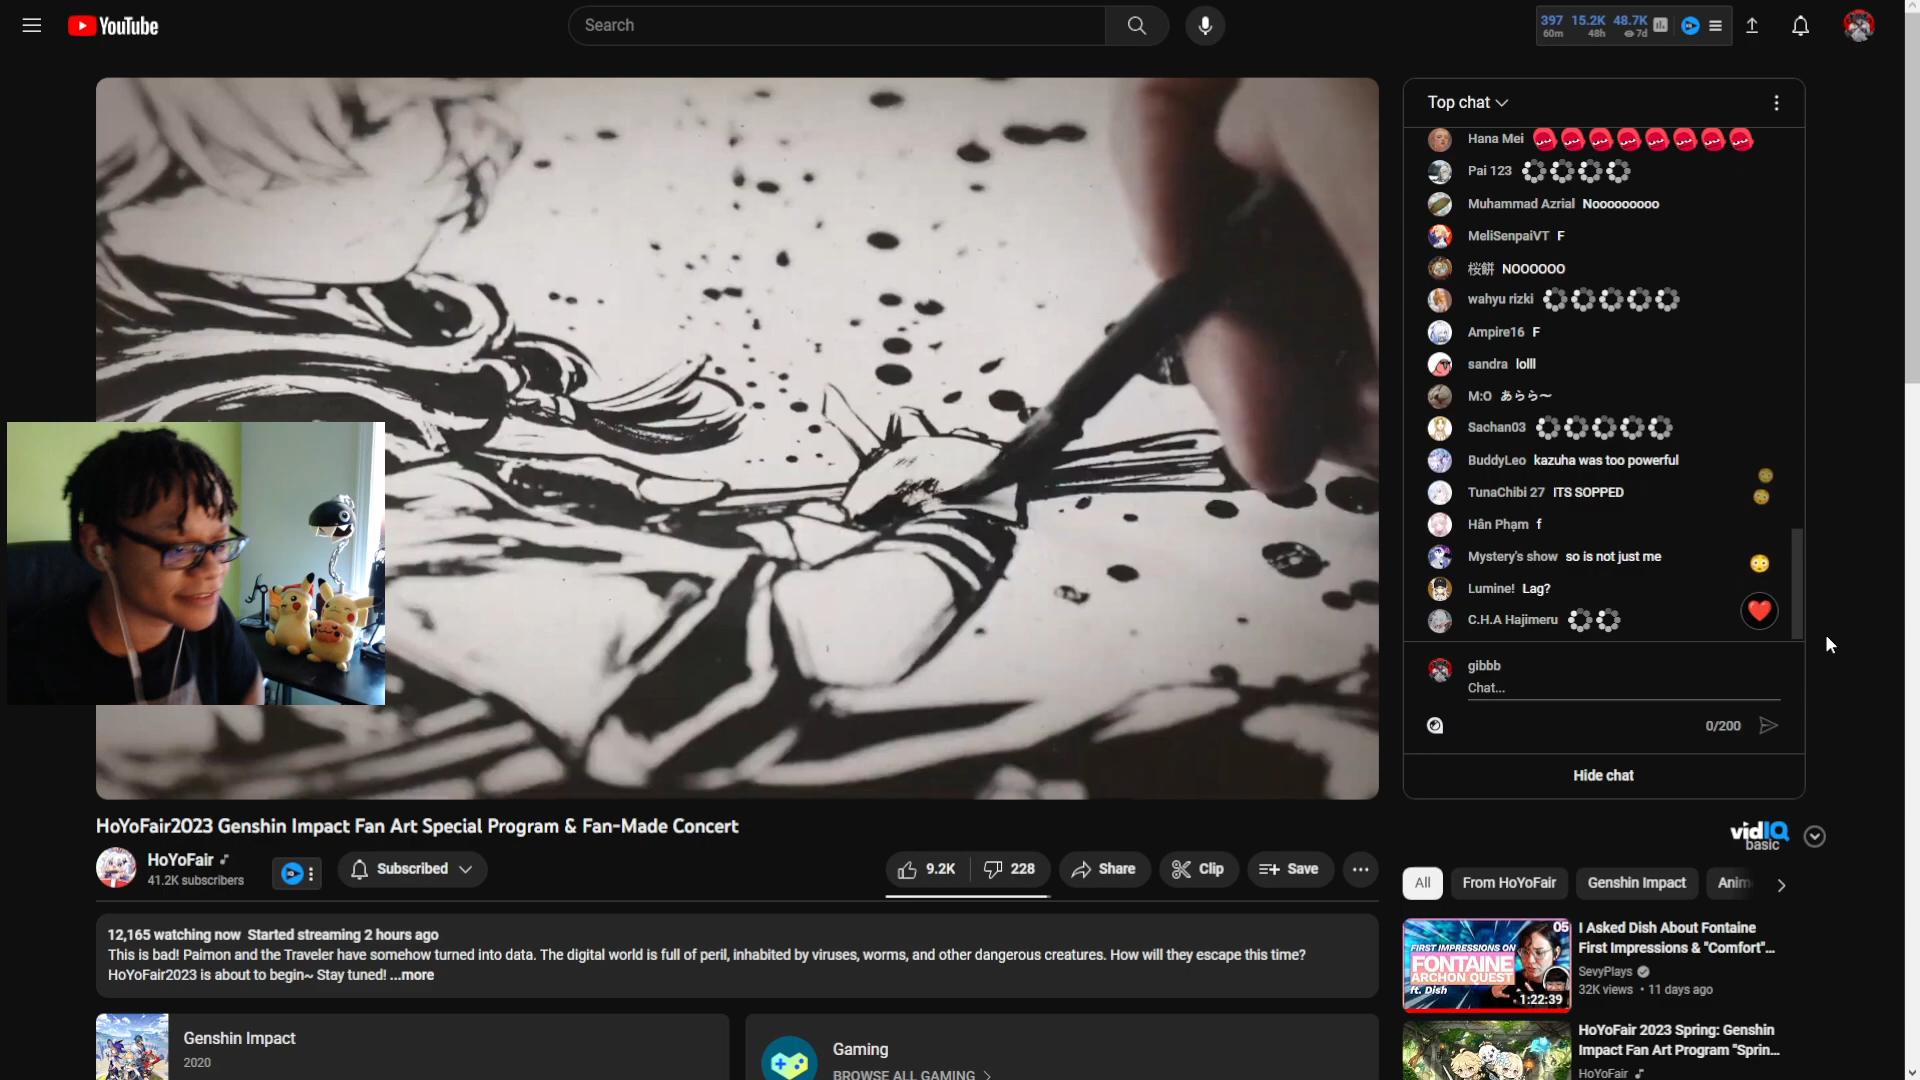 YouTube
Search
397 15.2K 48.7K
60m 48h 7d
Top chat
Hana Mei
Pai 123
Muhammad Azrial Nooooooooo
MeliSenpaiVT F
桜餅 NOOOOOO
wahyu rizki
Ampire16 F
sandra lolll
M:O あらら〜
Sachan03
BuddyLeo kazuha was too powerful
TunaChibi 27 ITS SOPPED
Hân Phạm f
Mystery's show so is not just me
Lumine! Lag?
C.H.A Hajimeru
gibbb
Chat...
0/200
Hide chat
HoYoFair2023 Genshin Impact Fan Art Special Program & Fan-Made Concert
HoYoFair
41.2K subscribers
Subscribed
9.2K
228
Share
Clip
Save
12,165 watching now Started streaming 2 hours ago
This is bad! Paimon and the Traveler have somehow turned into data. The digital world is full of peril, inhabited by viruses, worms, and other dangerous creatures. How will they escape this time?
HoYoFair2023 is about to begin~ Stay tuned! ...more
Genshin Impact
2020
Gaming
BROWSE ALL GAMING
vidIQ
basic
All
From HoYoFair
Genshin Impact
Anim
FIRST IMPRESSIONS ON
FONTAINE
ARCHON QUEST
ft. Dish
05
1:22:39
I Asked Dish About Fontaine
First Impressions & "Comfort"...
SevyPlays
32K views • 11 days ago
HoYoFair 2023 Spring: Genshin
Impact Fan Art Program "Sprin...
HoYoFair